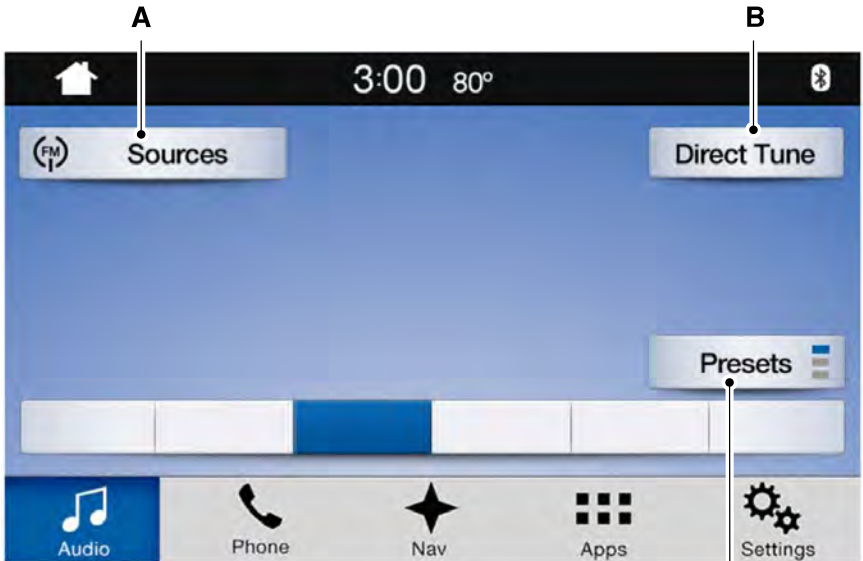 A B
3:00 80°
FM Sources Direct Tune
Presets
Audio Phone Nav Apps Settings